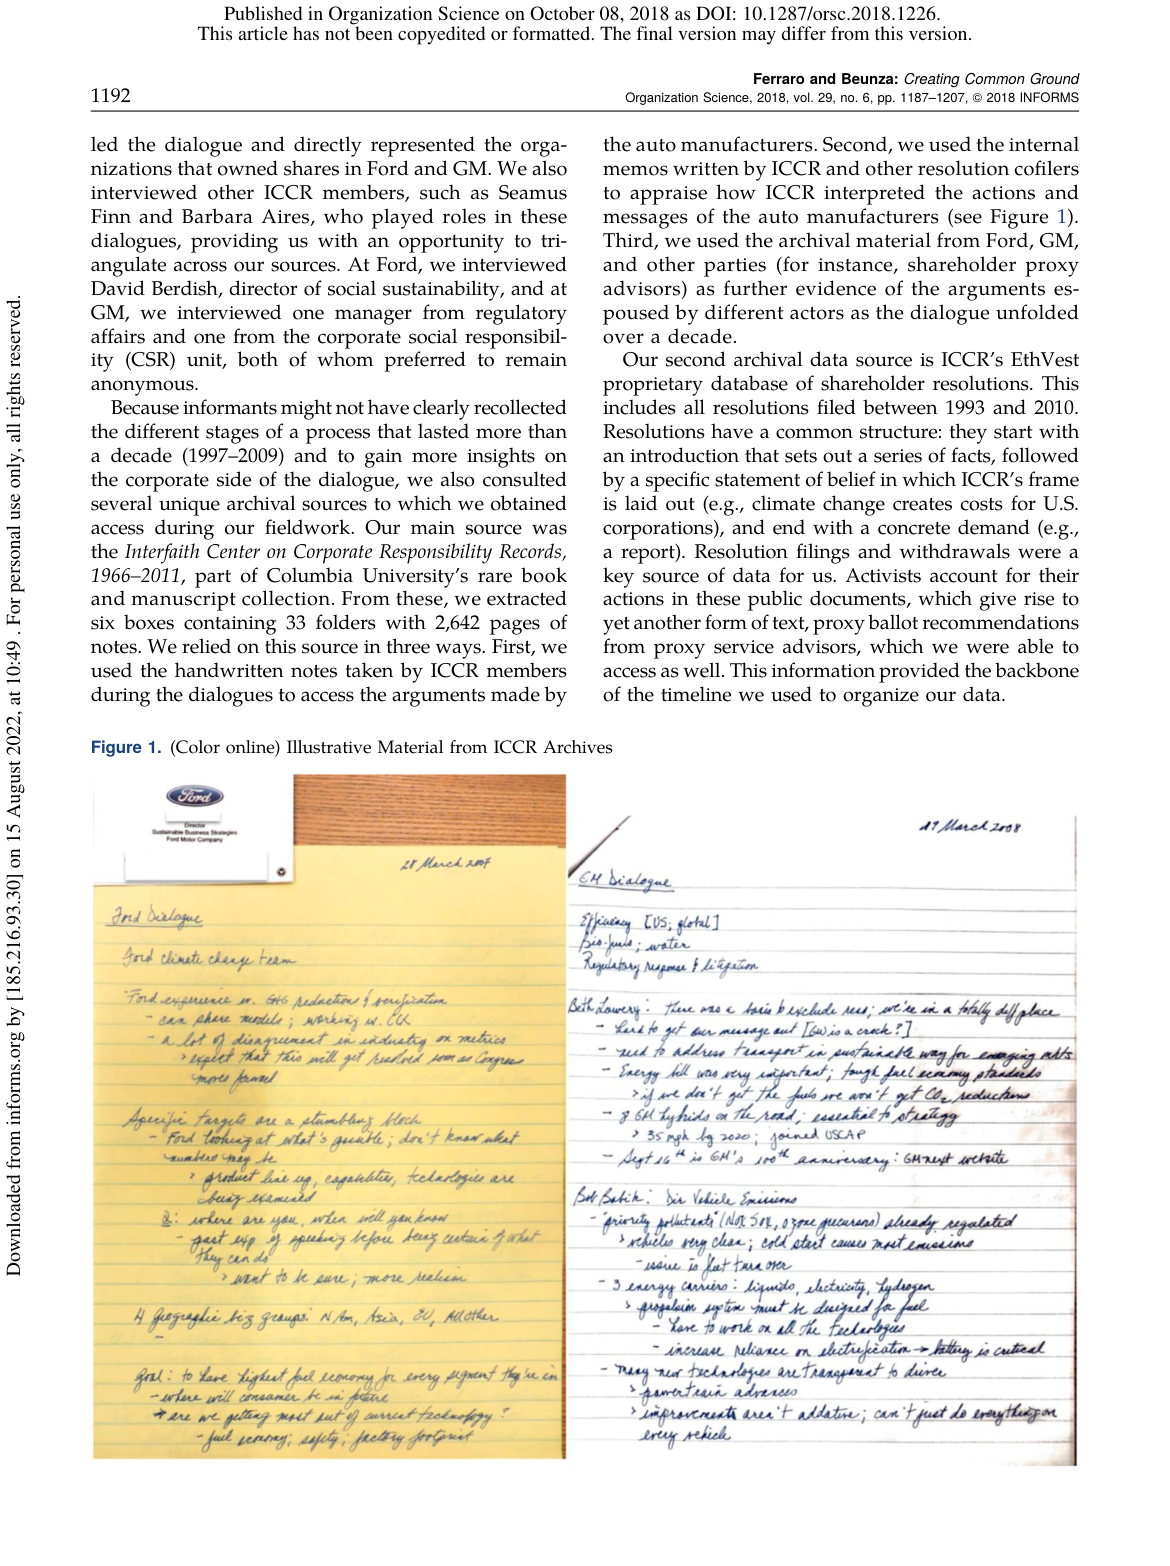 Published in Organization Science on October 08, 2018 as DOI: 10.1287/orsc.2018.1226.
This article has not been copyedited or formatted. The final version may differ from this version.
Ferraro and Beunza: Creating Common Ground
1192
Organization Science, 2018, vol. 29, no. 6, pp. 1187–1207, © 2018 INFORMS
led the dialogue and directly represented the orga-
nizations that owned shares in Ford and GM. We also
interviewed other ICCR members, such as Seamus
Finn and Barbara Aires, who played roles in these
dialogues, providing us with an opportunity to tri-
angulate across our sources. At Ford, we interviewed
David Berdish, director of social sustainability, and at
GM, we interviewed one manager from regulatory
affairs and one from the corporate social responsibil-
ity (CSR) unit, both of whom preferred to remain
anonymous.
Because informants might not have clearly recollected
the different stages of a process that lasted more than
a decade (1997–2009) and to gain more insights on
the corporate side of the dialogue, we also consulted
several unique archival sources to which we obtained
access during our fieldwork. Our main source was
the Interfaith Center on Corporate Responsibility Records,
1966–2011, part of Columbia University's rare book
and manuscript collection. From these, we extracted
six boxes containing 33 folders with 2,642 pages of
notes. We relied on this source in three ways. First, we
used the handwritten notes taken by ICCR members
during the dialogues to access the arguments made by
the auto manufacturers. Second, we used the internal
memos written by ICCR and other resolution cofilers
to appraise how ICCR interpreted the actions and
messages of the auto manufacturers (see Figure 1).
Third, we used the archival material from Ford, GM,
and other parties (for instance, shareholder proxy
advisors) as further evidence of the arguments es-
poused by different actors as the dialogue unfolded
over a decade.
Our second archival data source is ICCR's EthVest
proprietary database of shareholder resolutions. This
includes all resolutions filed between 1993 and 2010.
Resolutions have a common structure: they start with
an introduction that sets out a series of facts, followed
by a specific statement of belief in which ICCR's frame
is laid out (e.g., climate change creates costs for U.S.
corporations), and end with a concrete demand (e.g.,
a report). Resolution filings and withdrawals were a
key source of data for us. Activists account for their
actions in these public documents, which give rise to
yet another form of text, proxy ballot recommendations
from proxy service advisors, which we were able to
access as well. This information provided the backbone
of the timeline we used to organize our data.
Figure 1. (Color online) Illustrative Material from ICCR Archives
Ford
Director
Sustainable Business Strategies
Ford Motor Company
28 March 2007
Ford Dialogue
Ford climate change team
Ford experience w. GHG reductions & verification
- can share models; working w.
- a lot of disagreement in industry on metrics
> expect that this will get resolved soon as Congress
moves forward
Specific targets are a stumbling block
- Ford looking at what's possible; don't know what
numbers may be
> product line up, capabilities, technologies are
being examined
Q: where are you, when will you know
- past exp of speaking before being certain of what
they can do
> want to be sure; more realism
4 geographic biz groups: N Am, Asia, EU, All other
-
Goal: to have highest fuel economy for every segment they're in
- where will consumer be in future
→ are we getting most out of current technology?
- fuel economy; safety; factory footprint
27 March 2008
GM Dialogue
Efficiency [US; global]
Bio-fuels; water
Regulatory response & litigation
Beth Lowery: there was a basis to exclude reso; we're in a totally diff place
- hard to get our message out [GW is a crock?]
- need to address transport in sustainable way for emerging mkts
- Energy bill was very important; tough fuel economy standards
> if we don't get the fuels we won't get CO2 reductions
- 8 GM hybrids on the road; essential to strategy
> 35 mpg by 2020; joined USCAP
- Sept 16th is GM's 100th anniversary: GMnext website
Bob Babik: Dir Vehicle Emissions
- "priority pollutants" (NOx, SOx, ozone precursors) already regulated
> vehicles very clean; cold start causes most emissions
- issue is fleet turn over
- 3 energy carriers: liquids, electricity, hydrogen
> propulsion system must be designed for fuel
- have to work on all the technologies
- increase reliance on electrification → battery is critical
- many new technologies are transparent to driver
> powertrain advances
> improvements aren't additive; can't just do everything on
every vehicle
Downloaded from informs.org by [185.216.93.30] on 15 August 2022, at 10:49 . For personal use only, all rights reserved.